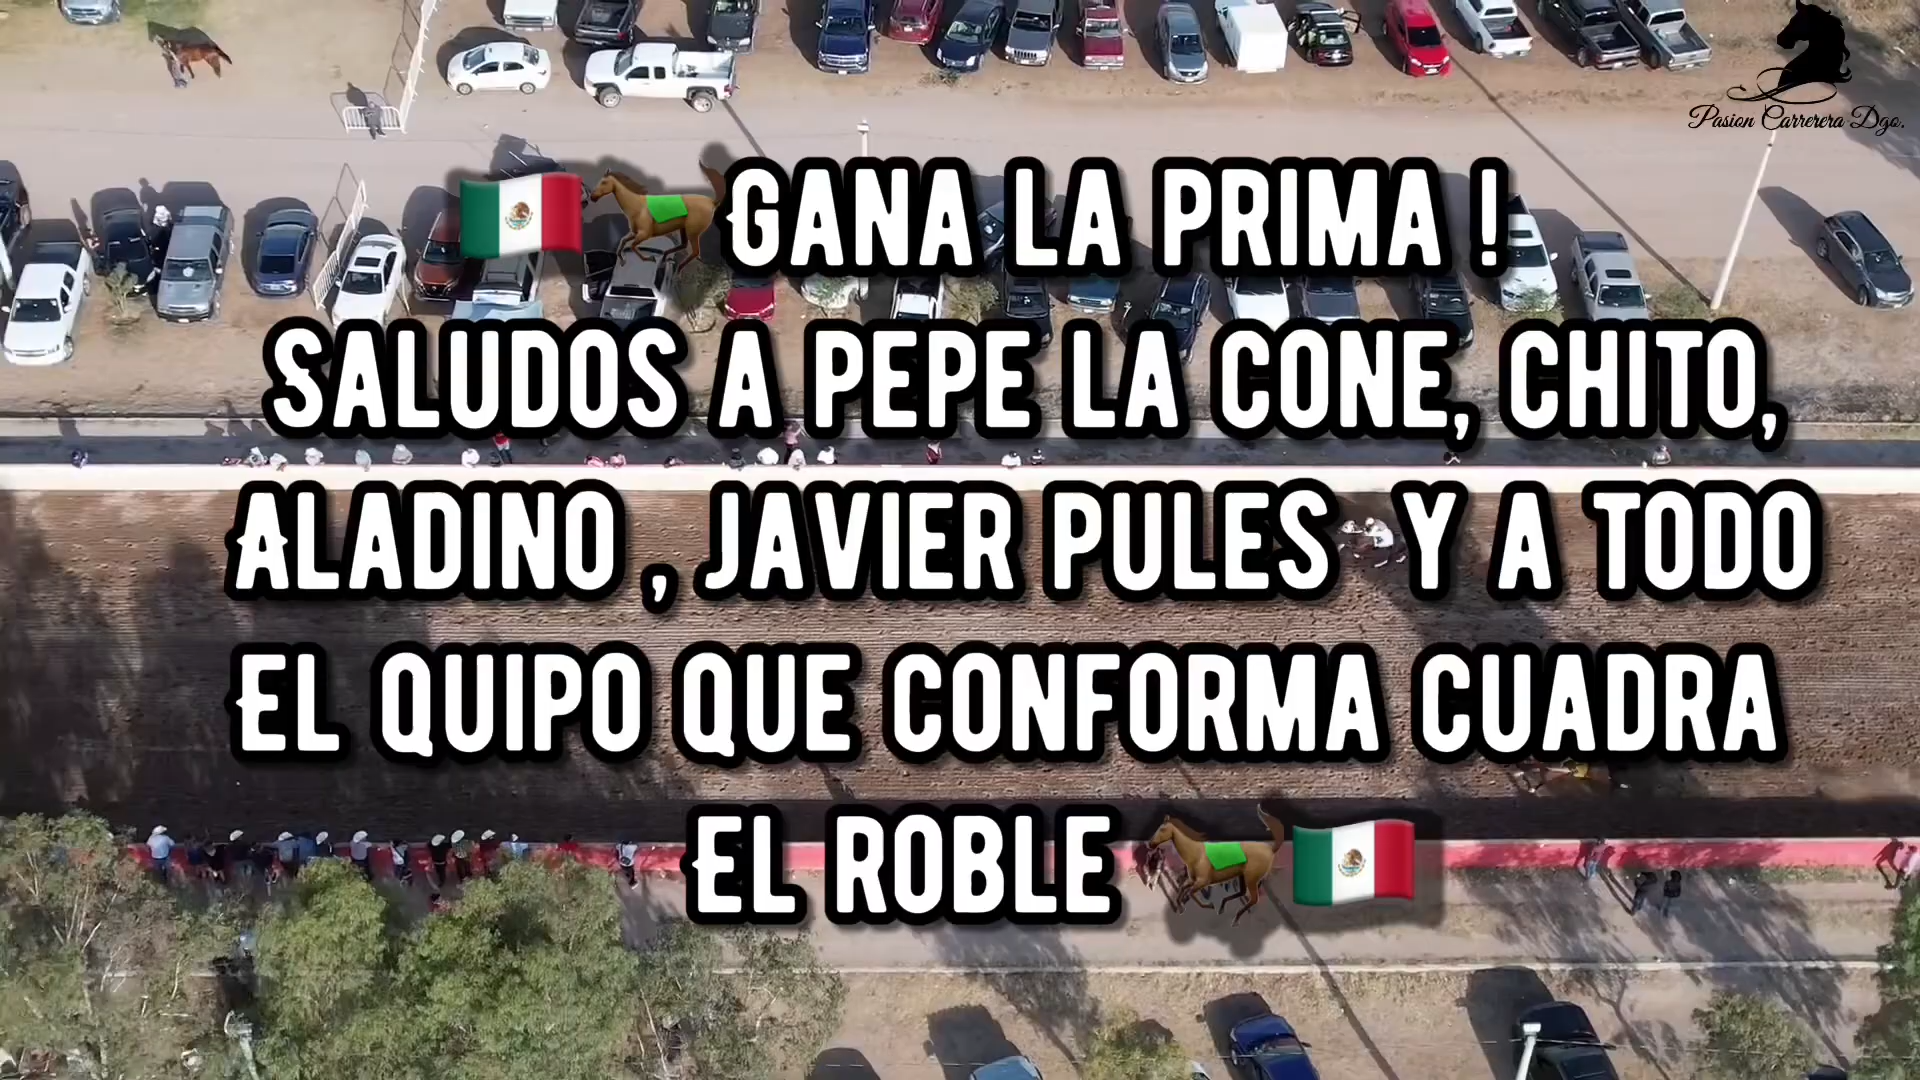 Pasion Carrerera Dgo.
🇲🇽🐎GANA LA PRIMA !
SALUDOS A PEPE LA CONE, CHITO,
ALADINO , JAVIER PULES Y A TODO
EL QUIPO QUE CONFORMA CUADRA
EL ROBLE 🐎🇲🇽